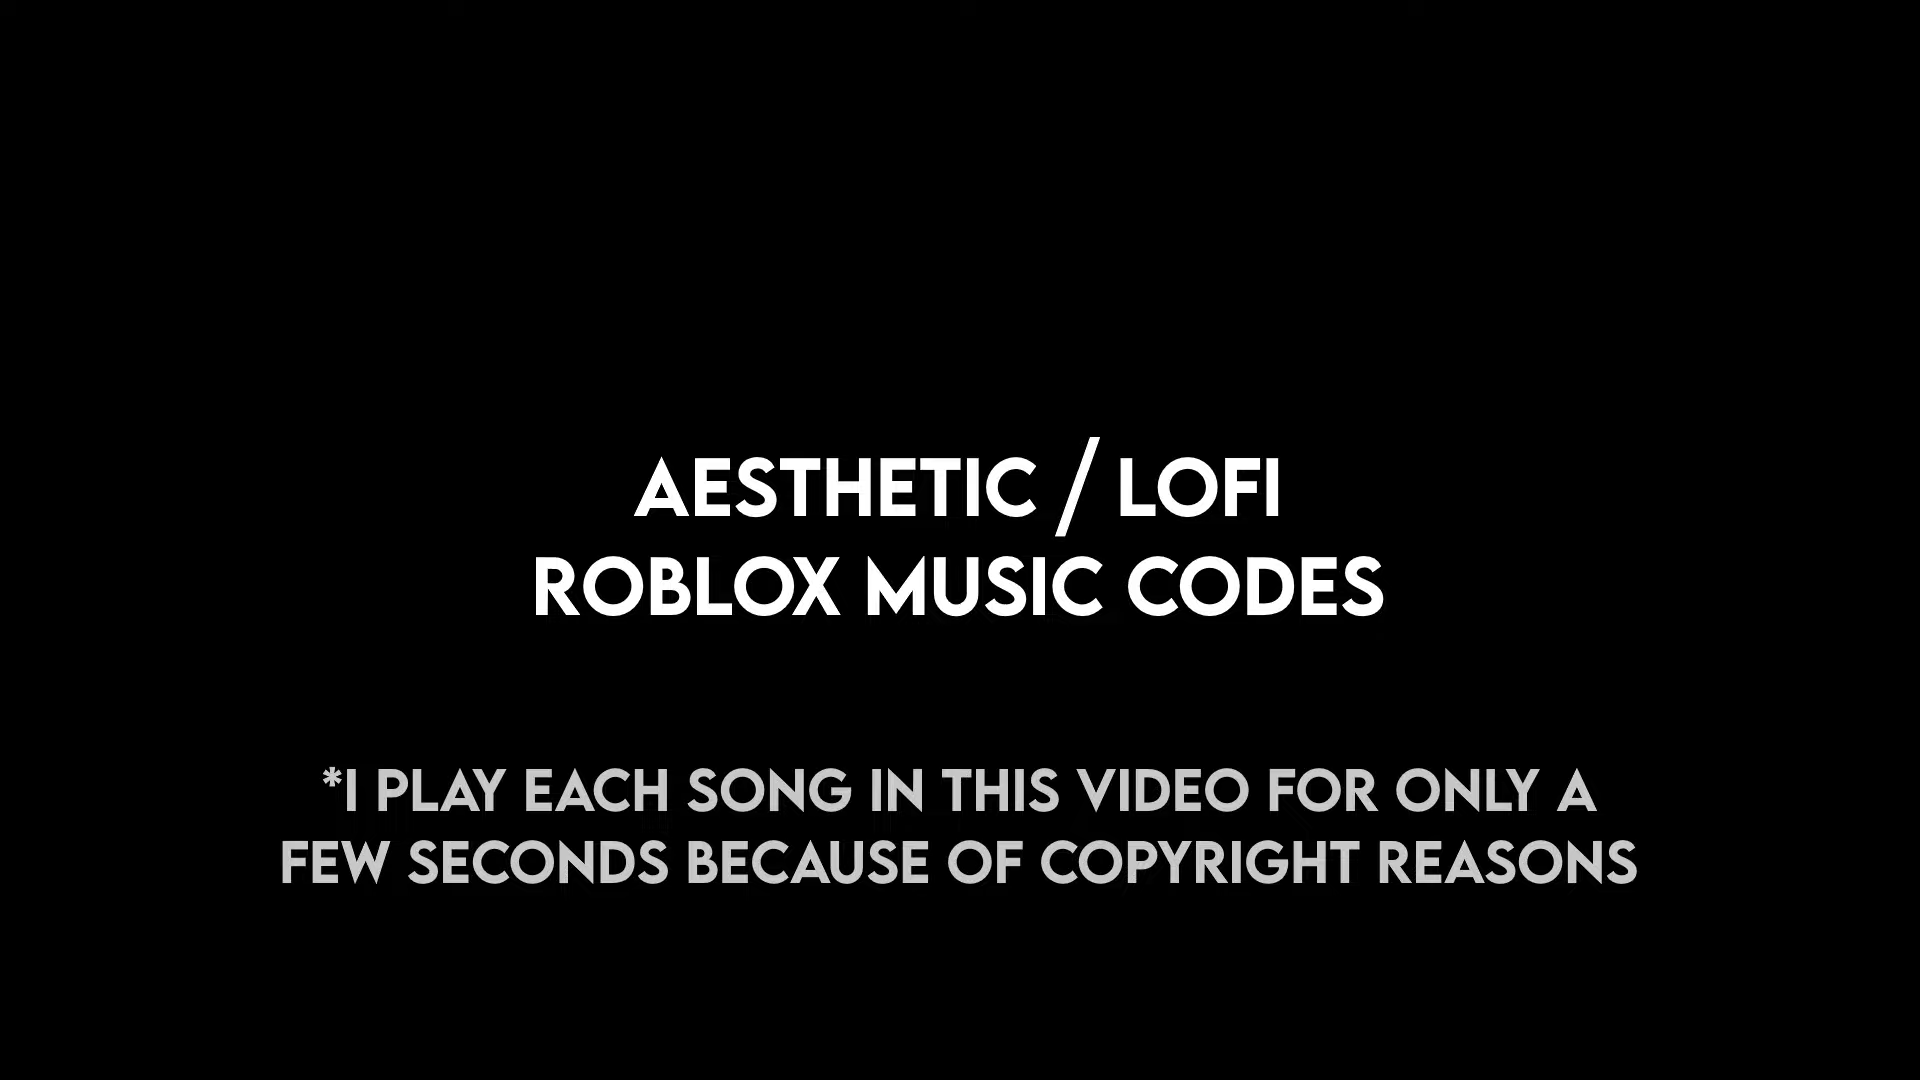 AESTHETIC / LOFI
ROBLOX MUSIC CODES
*I PLAY EACH SONG IN THIS VIDEO FOR ONLY A
FEW SECONDS BECAUSE OF COPYRIGHT REASONS